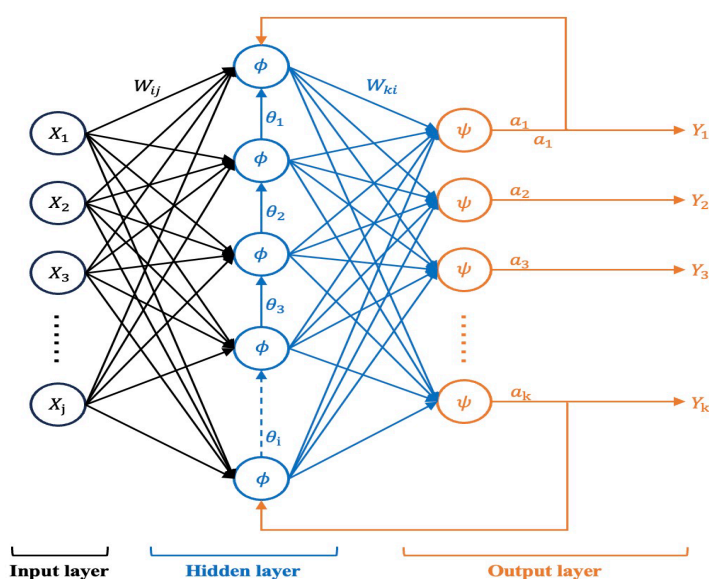 ϕ
W_ij
W_ki
θ_1
X_1
ϕ
ψ
a_1
a_1
Y_1
X_2
θ_2
ψ
a_2
Y_2
X_3
ϕ
ψ
a_3
Y_3
θ_3
ϕ
X_j
ψ
a_k
Y_k
θ_i
ϕ
Input layer
Hidden layer
Output layer